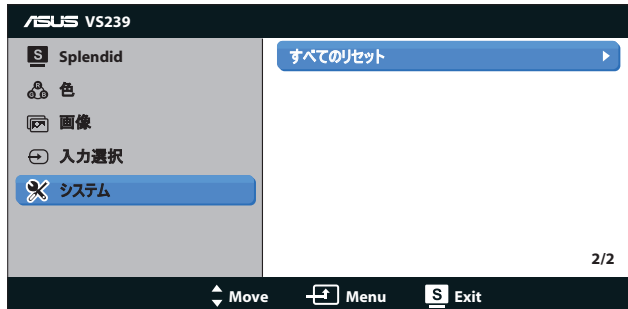 ASUS VS239
S Splendid
色
画像
入力選択
システム
すべてのリセット
2/2
Move Menu S Exit